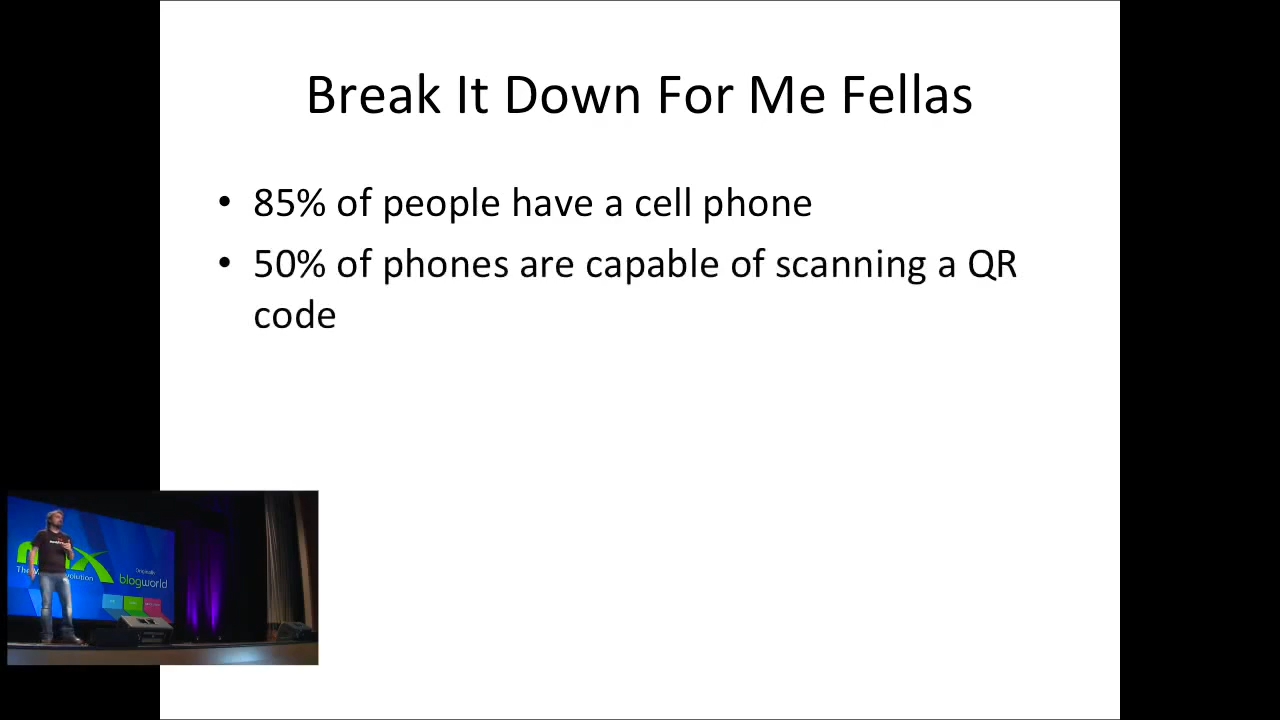 Break It Down For Me Fellas
• 85% of people have a cell phone
• 50% of phones are capable of scanning a QR
code
Originally
blogworld